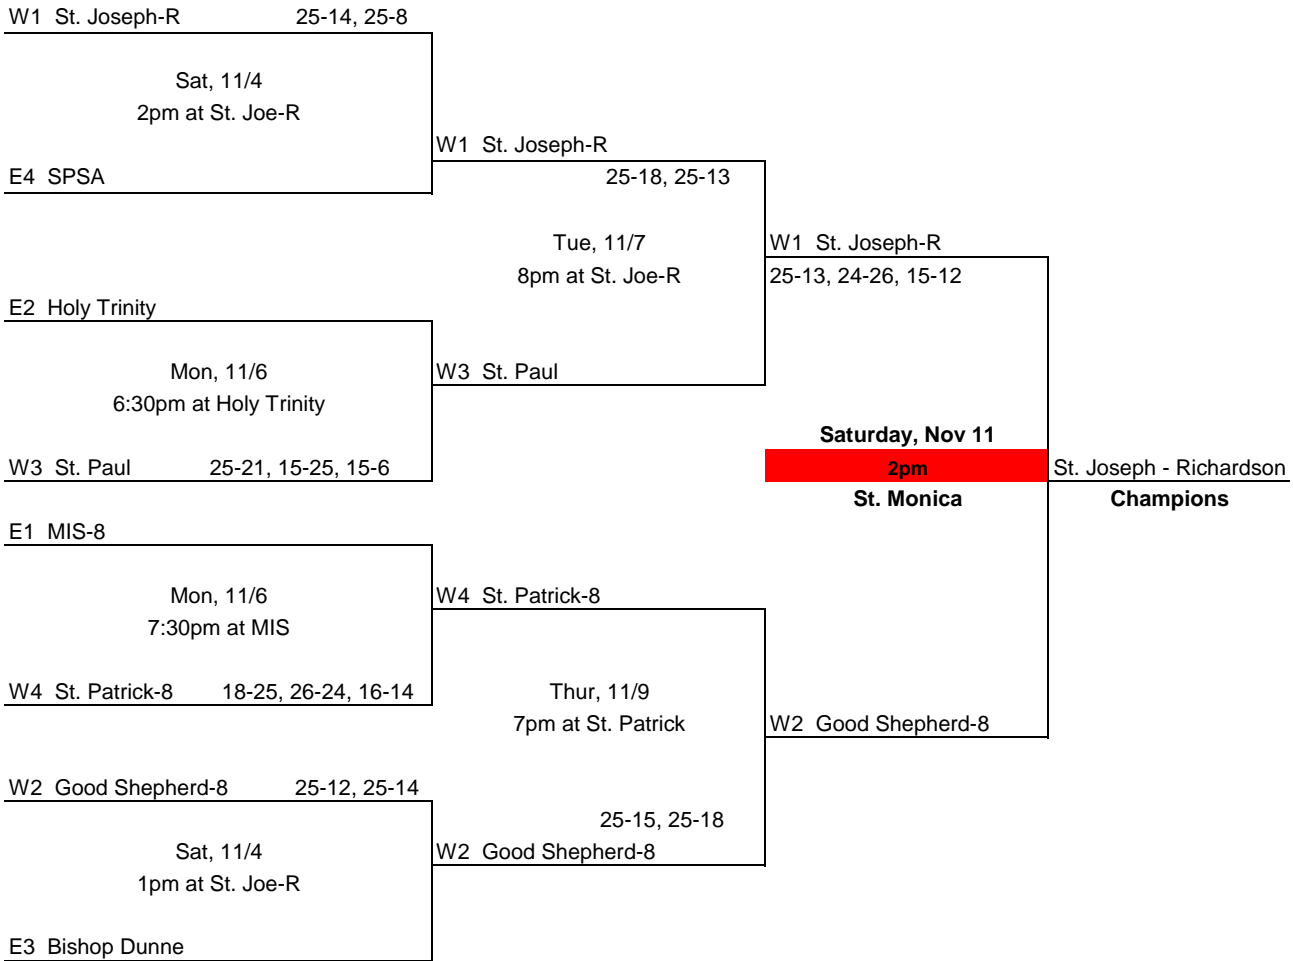 W1 St. Joseph-R 25-14, 25-8
Sat, 11/4
2pm at St. Joe-R
W1 St. Joseph-R
E4 SPSA
25-18, 25-13
Tue, 11/7
W1 St. Joseph-R
8pm at St. Joe-R
25-13, 24-26, 15-12
E2 Holy Trinity
Mon, 11/6
W3 St. Paul
6:30pm at Holy Trinity
Saturday, Nov 11
W3 St. Paul 25-21, 15-25, 15-6
2pm
St. Joseph - Richardson
St. Monica
Champions
E1 MIS-8
Mon, 11/6
W4 St. Patrick-8
7:30pm at MIS
W4 St. Patrick-8 18-25, 26-24, 16-14
Thur, 11/9
7pm at St. Patrick
W2 Good Shepherd-8
W2 Good Shepherd-8 25-12, 25-14
25-15, 25-18
Sat, 11/4
W2 Good Shepherd-8
1pm at St. Joe-R
E3 Bishop Dunne